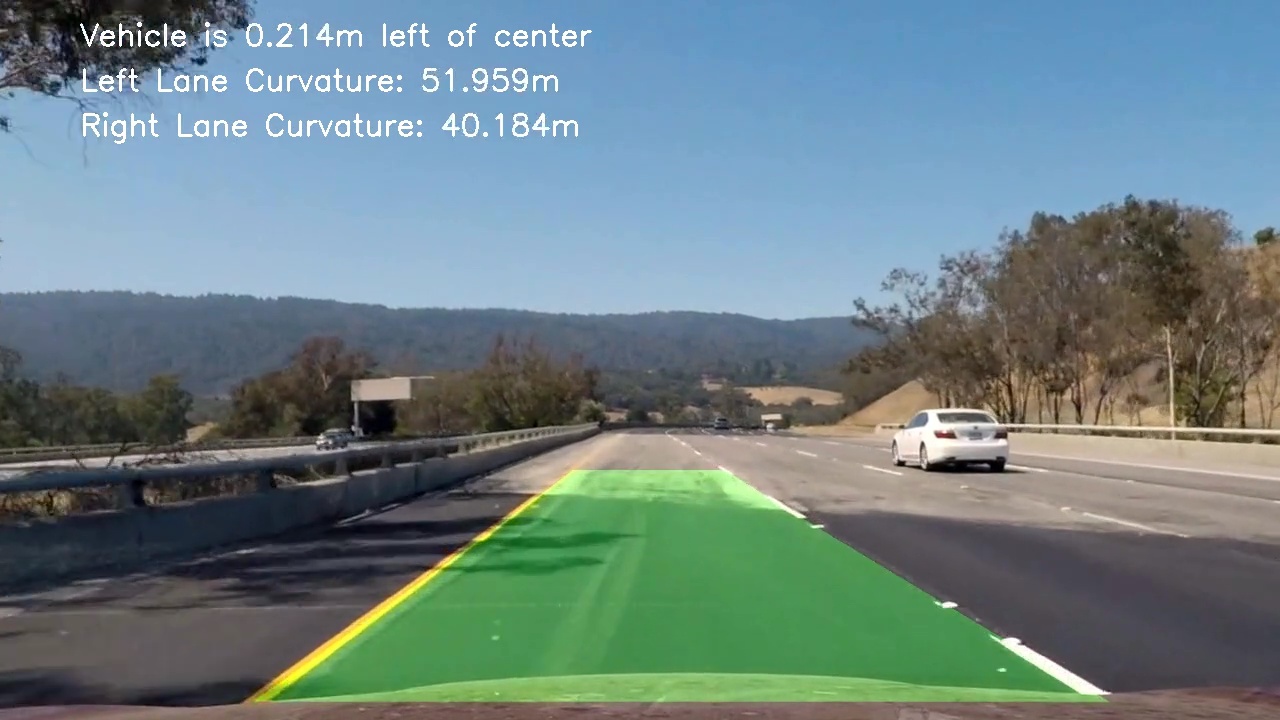 Vehicle is 0.214m left of center
Left Lane Curvature: 51.959m
Right Lane Curvature: 40.184m